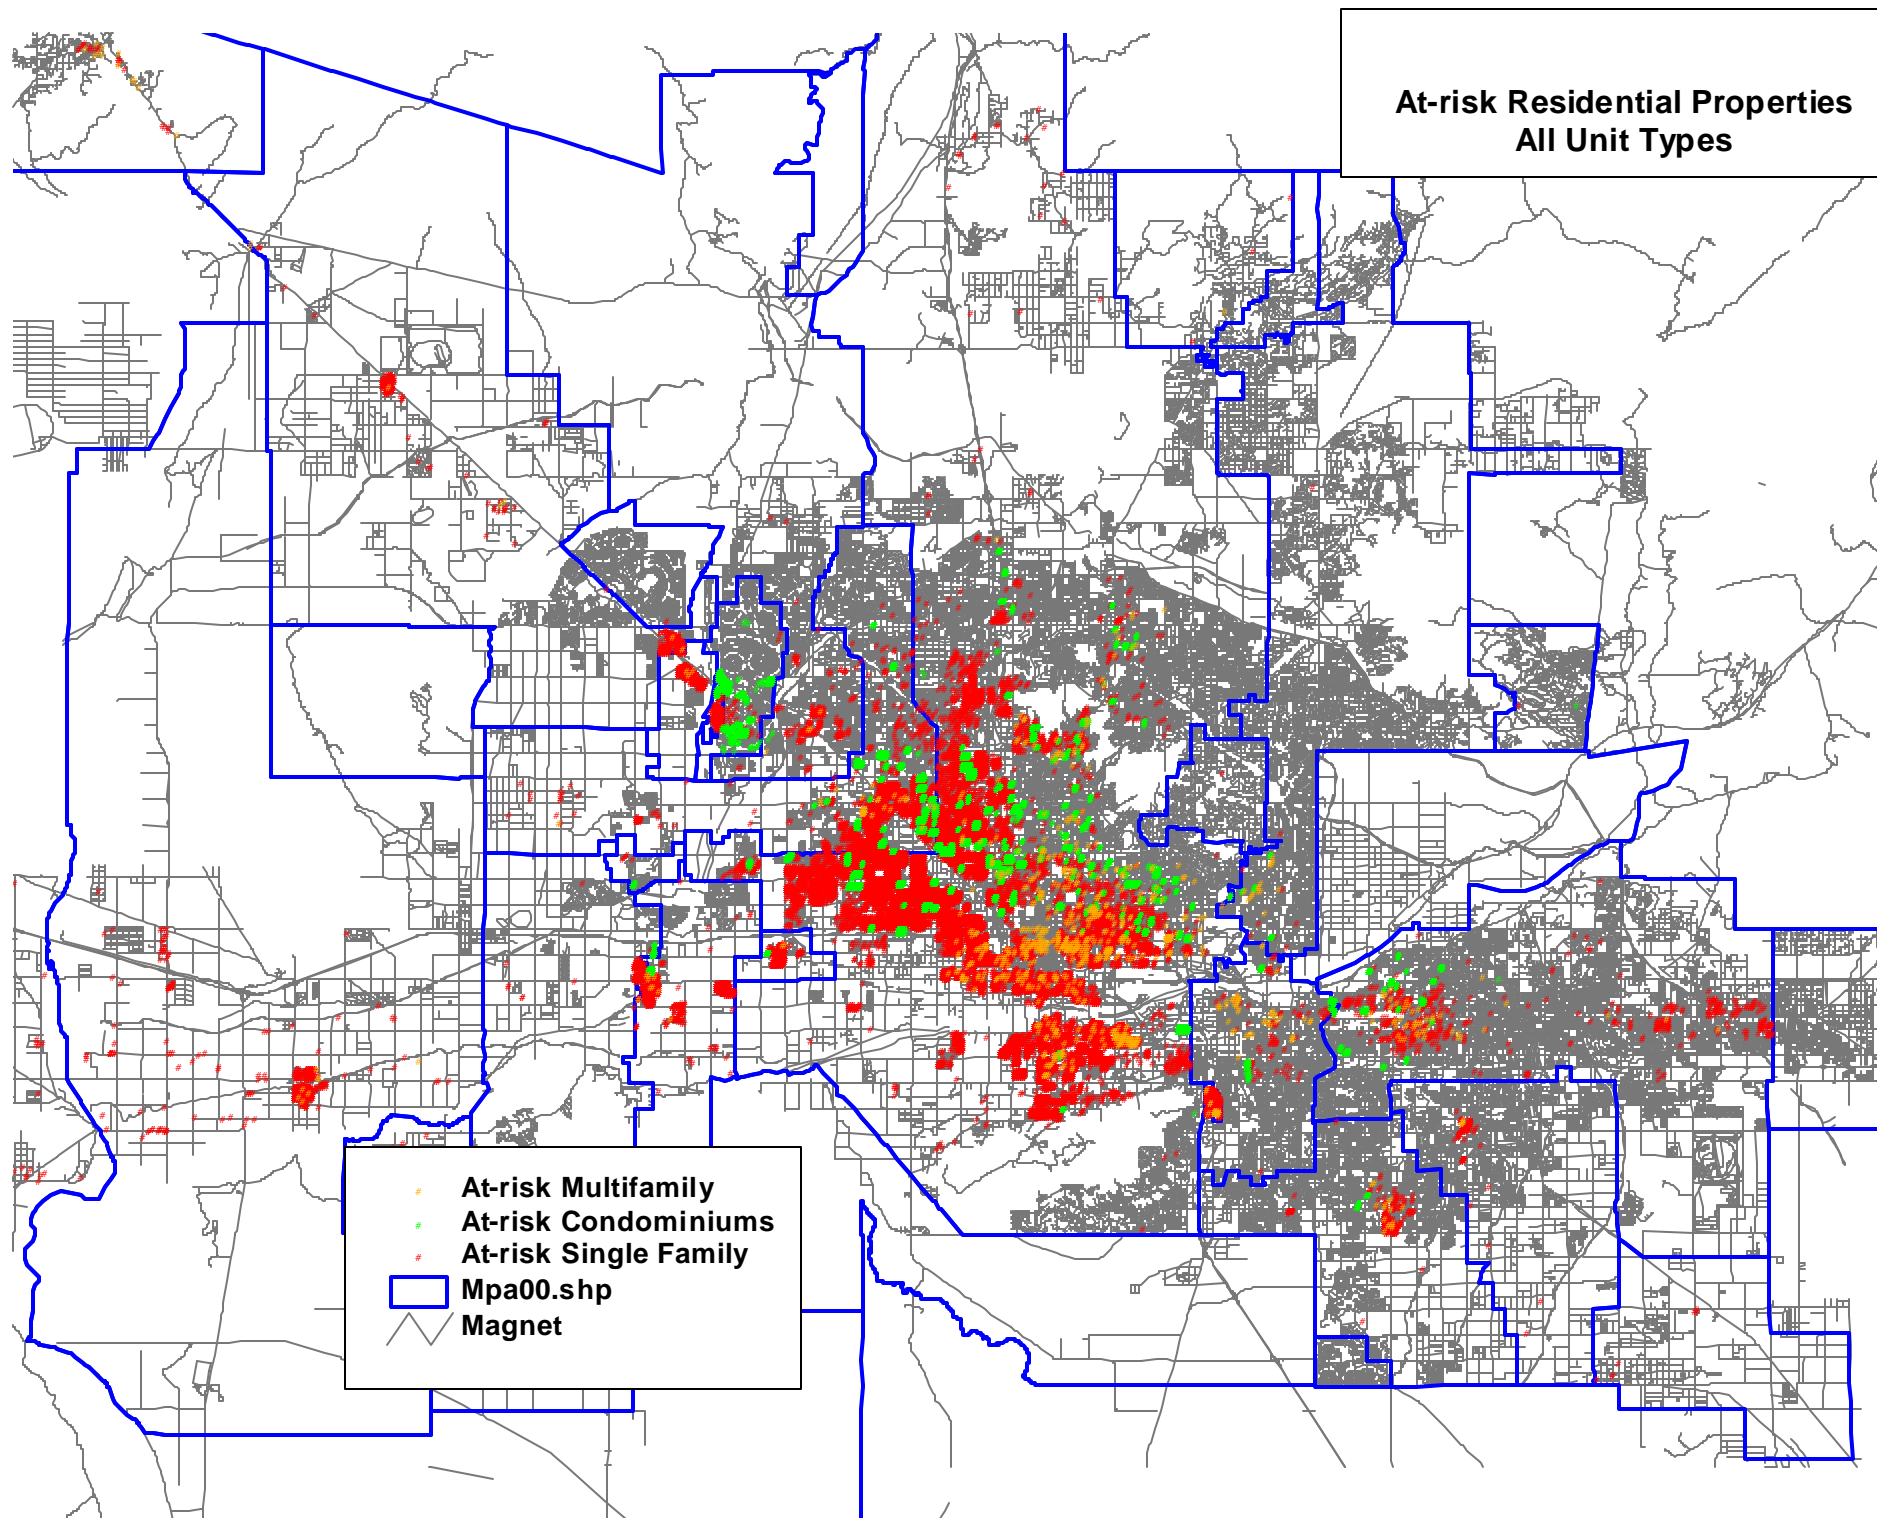 At-risk Residential Properties
All Unit Types
At-risk Multifamily
At-risk Condominiums
At-risk Single Family
Mpa00.shp
Magnet